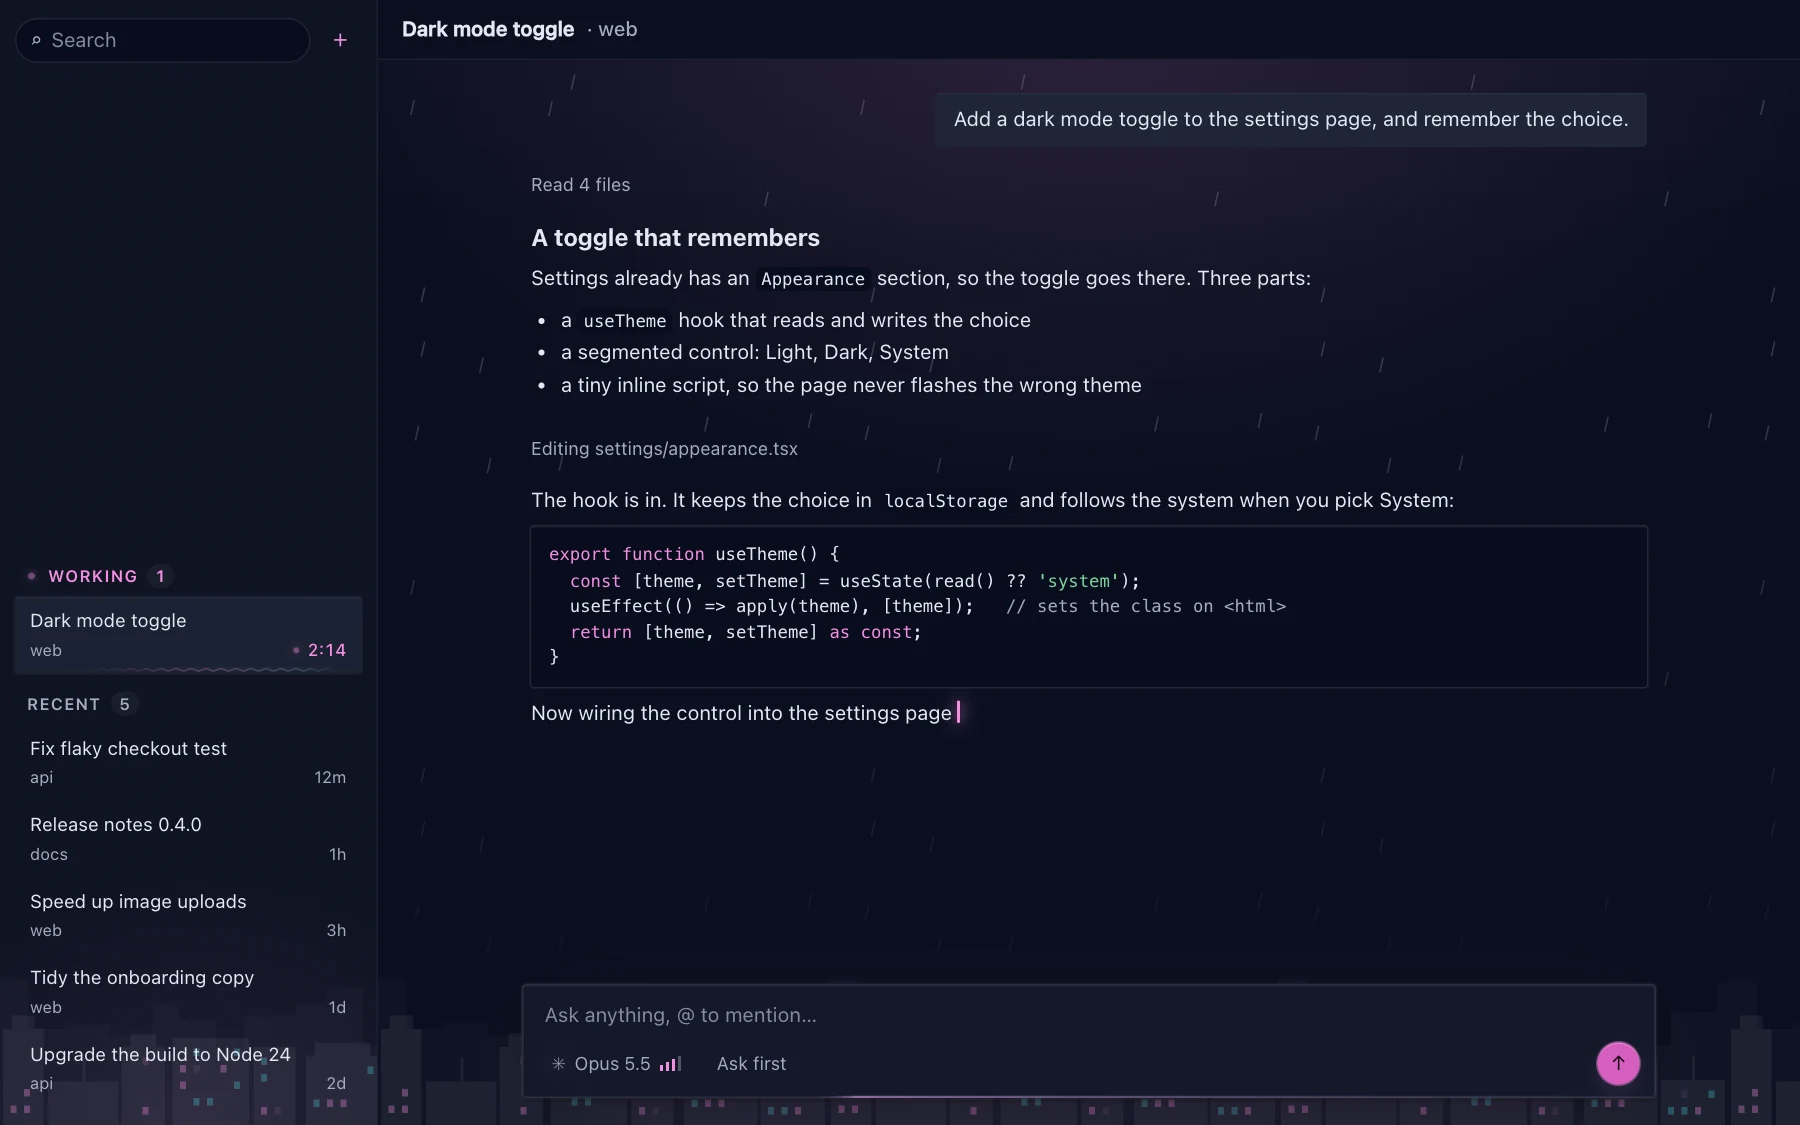 Search
+
WORKING 1
Dark mode toggle
web
2:14
RECENT 5
Fix flaky checkout test
api
12m
Release notes 0.4.0
docs
1h
Speed up image uploads
web
3h
Tidy the onboarding copy
web
1d
Upgrade the build to Node 24
api
2d
Dark mode toggle · web
Add a dark mode toggle to the settings page, and remember the choice.
Read 4 files
A toggle that remembers
Settings already has an Appearance section, so the toggle goes there. Three parts:
• a useTheme hook that reads and writes the choice
• a segmented control: Light, Dark, System
• a tiny inline script, so the page never flashes the wrong theme
Editing settings/appearance.tsx
The hook is in. It keeps the choice in localStorage and follows the system when you pick System:
export function useTheme() {
  const [theme, setTheme] = useState(read() ?? 'system');
  useEffect(() => apply(theme), [theme]);   // sets the class on <html>
  return [theme, setTheme] as const;
}
Now wiring the control into the settings page
Ask anything, @ to mention...
Opus 5.5
Ask first